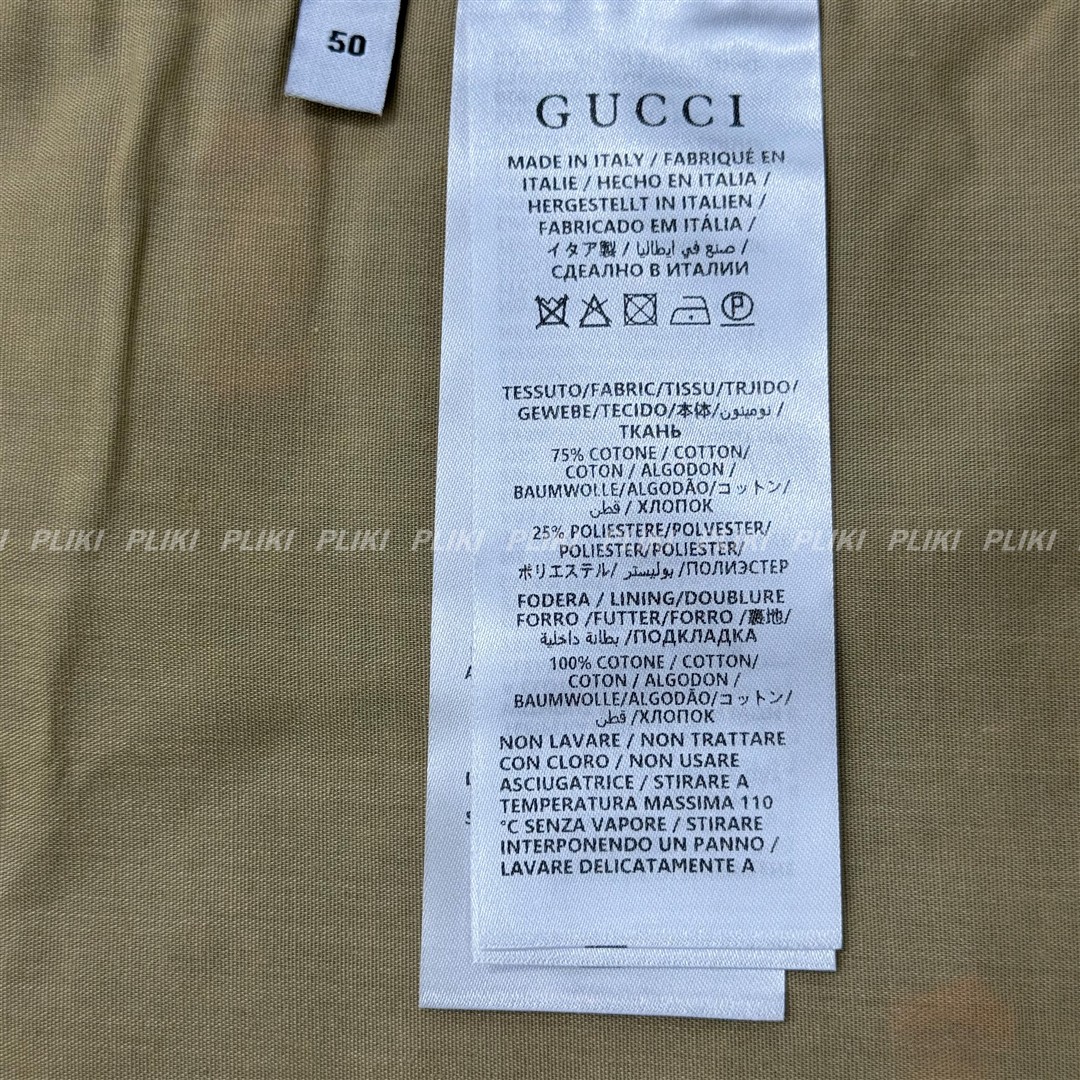 50
GUCCI
MADE IN ITALY / FABRIQUÉ EN
ITALIE / HECHO EN ITALIA /
HERGESTELLT IN ITALIEN /
FABRICADO EM ITÁLIA /
イタア製 / صنع في ايطاليا /
СДЕАЛНО В ИТАЛИИ
P
TESSUTO/FABRIC/TISSU/TRJIDO/
GEWEBE/TECIDO/本体/نومينون /
ТКАНЬ
75% COTONE / COTTON/
COTON / ALGODON /
BAUMWOLLE/ALGODÃO/コットン/
قطن / ХЛОПОК
PLIKI PLIKI PLIKI PLIKI PLIKI PLIKI PLIKI PLIKI PLIKI PLIKI PLIKI
25% POLIESTERE/POLVESTER/
POLIESTER/POLIESTER/
ポリエステル/ بوليستر /ПОЛИЭСТЕР
FODERA / LINING/DOUBLURE
FORRO /FUTTER/FORRO /裏地/
بطانة داخلية /ПОДКЛАДКА
100% COTONE / COTTON/
COTON / ALGODON /
BAUMWOLLE/ALGODÃO/コットン/
قطن /ХЛОПОК
NON LAVARE / NON TRATTARE
CON CLORO / NON USARE
ASCIUGATRICE / STIRARE A
TEMPERATURA MASSIMA 110
°C SENZA VAPORE / STIRARE
INTERPONENDO UN PANNO /
LAVARE DELICATAMENTE A